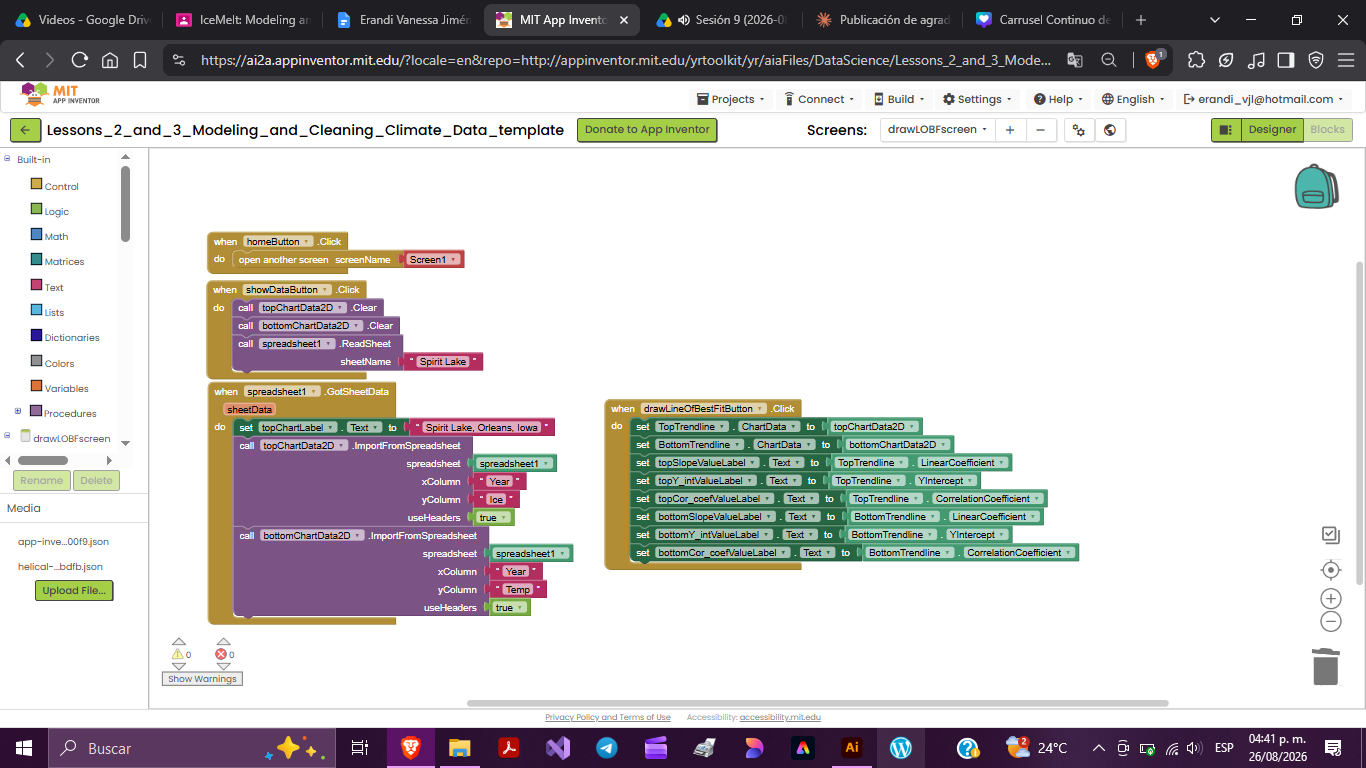 Videos - Google Drive
IceMelt: Modeling an
Erandi Vanessa Jimén
MIT App Invento
Sesión 9 (2026-08
Publicación de agrad
Carrusel Continuo de
https://ai2a.appinventor.mit.edu/?locale=en&repo=http://appinventor.mit.edu/yrtoolkit/yr/aiaFiles/DataScience/Lessons_2_and_3_Mode...
1
MIT
APP INVENTOR
Projects
Connect
Build
Settings
Help
English
erandi_vjl@hotmail.com
Lessons_2_and_3_Modeling_and_Cleaning_Climate_Data_template
Donate to App Inventor
Screens:
drawLOBFscreen
Designer
Blocks
Built-in
Control
Logic
Math
Matrices
Text
Lists
Dictionaries
Colors
Variables
Procedures
drawLOBFscreen
Rename
Delete
Media
app-inve...00f9.json
helical-...bdfb.json
Upload File...
when homeButton .Click
do open another screen screenName Screen1
when showDataButton .Click
do call topChartData2D .Clear
call bottomChartData2D .Clear
call spreadsheet1 .ReadSheet
sheetName " Spirit Lake "
when spreadsheet1 .GotSheetData
sheetData
do set topChartLabel . Text to " Spirit Lake, Orleans, Iowa "
call topChartData2D .ImportFromSpreadsheet
spreadsheet spreadsheet1
xColumn " Year "
yColumn " Ice "
useHeaders true
call bottomChartData2D .ImportFromSpreadsheet
spreadsheet spreadsheet1
xColumn " Year "
yColumn " Temp "
useHeaders true
when drawLineOfBestFitButton .Click
do set TopTrendline . ChartData to topChartData2D
set BottomTrendline . ChartData to bottomChartData2D
set topSlopeValueLabel . Text to TopTrendline . LinearCoefficient
set topY_intValueLabel . Text to TopTrendline . YIntercept
set topCor_coefValueLabel . Text to TopTrendline . CorrelationCoefficient
set bottomSlopeValueLabel . Text to BottomTrendline . LinearCoefficient
set bottomY_intValueLabel . Text to BottomTrendline . YIntercept
set bottomCor_coefValueLabel . Text to BottomTrendline . CorrelationCoefficient
0
0
Show Warnings
Privacy Policy and Terms of Use
Accessibility: accessibility.mit.edu
Buscar
Ai
2
24°C
ESP
04:41 p. m.
26/08/2026